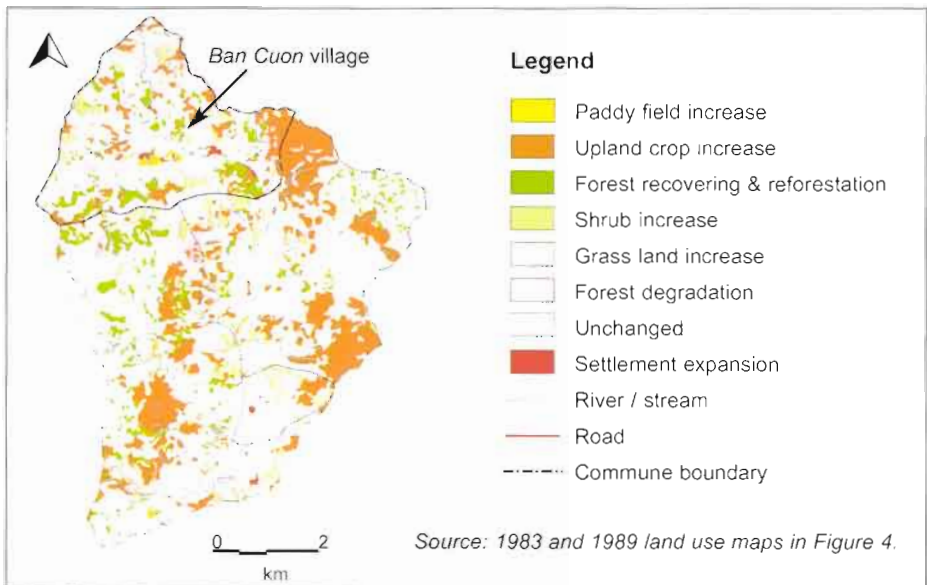 Ban Cuon village
Legend
Paddy field increase
Upland crop increase
Forest recovering & reforestation
Shrub increase
Grass land increase
Forest degradation
Unchanged
Settlement expansion
River / stream
Road
Commune boundary
0 2
km
Source: 1983 and 1989 land use maps in Figure 4.